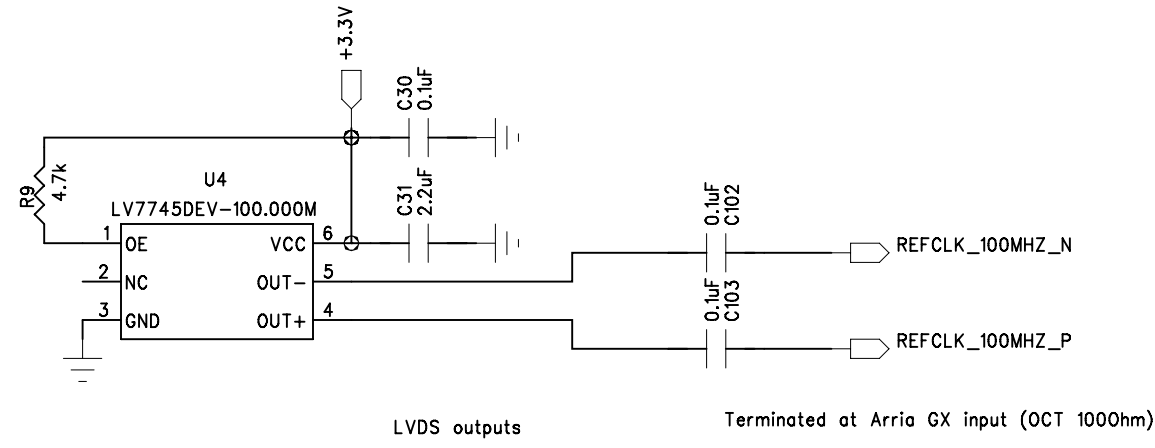 +3.3V
C30
0.1uF
R9
4.7k
U4
LV7745DEV-100.000M
C31
2.2uF
1
OE
VCC
6
2
NC
OUT-
5
3
GND
OUT+
4
0.1uF
C102
REFCLK_100MHZ_N
0.1uF
C103
REFCLK_100MHZ_P
LVDS outputs
Terminated at Arria GX input (OCT 100Ohm)